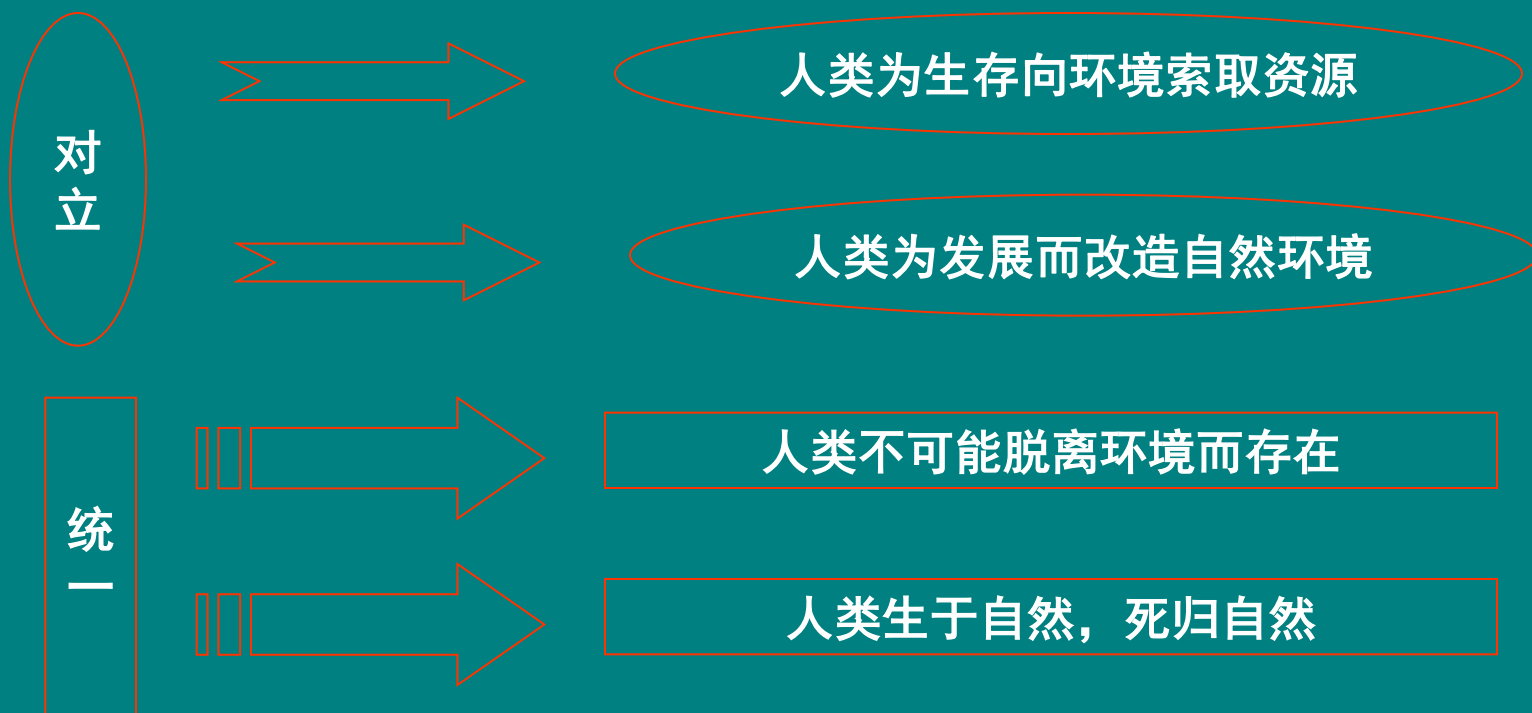 对
立
人类为生存向环境索取资源
人类为发展而改造自然环境
统
一
人类不可能脱离环境而存在
人类生于自然，死归自然